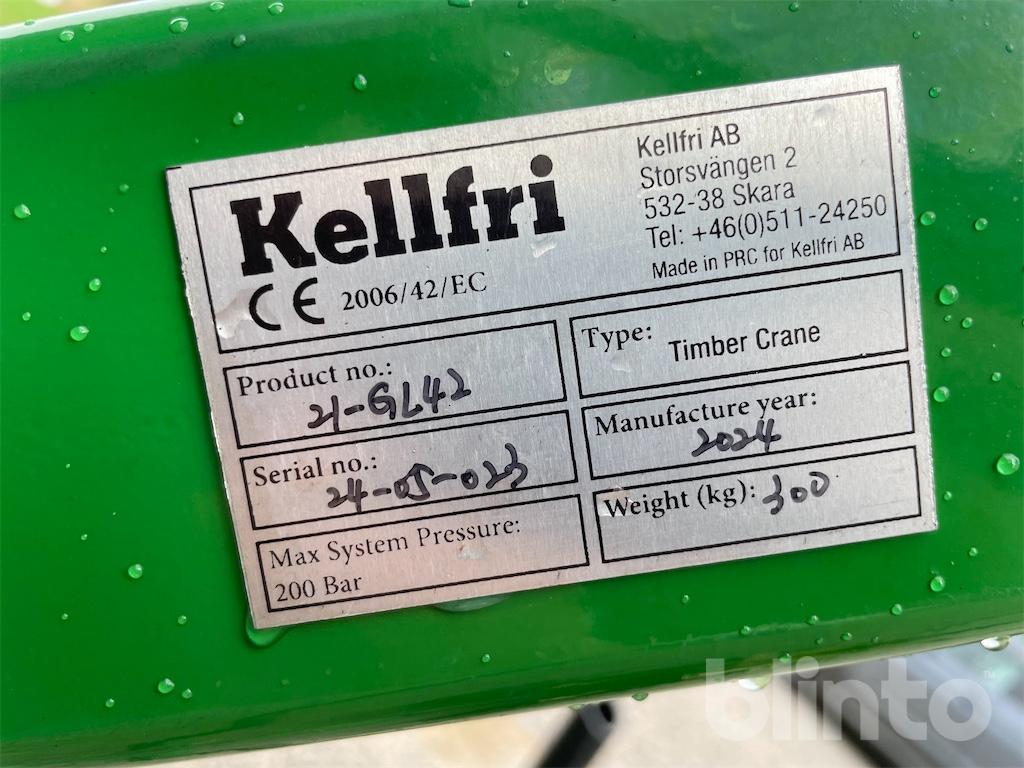 Kellfri
CE 2006/42/EC
Kellfri AB
Storsvängen 2
532-38 Skara
Tel: +46(0)511-24250
Made in PRC for Kellfri AB
Product no.:
21-GL42
Type: Timber Crane
Serial no.:
24-05-023
Manufacture year:
2024
Max System Pressure:
200 Bar
Weight (kg): 300
blinto™